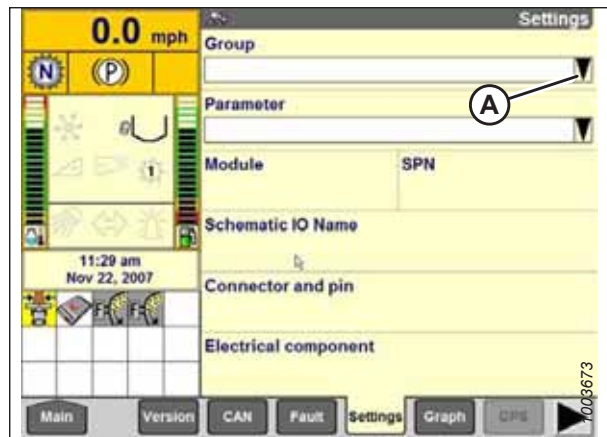 0.0 mph
N
P
1
11:29 am
Nov 22, 2007
Settings
Group
A
Parameter
Module
SPN
Schematic IO Name
Connector and pin
Electrical component
Main
Version
CAN
Fault
Settings
Graph
GPS
1003673